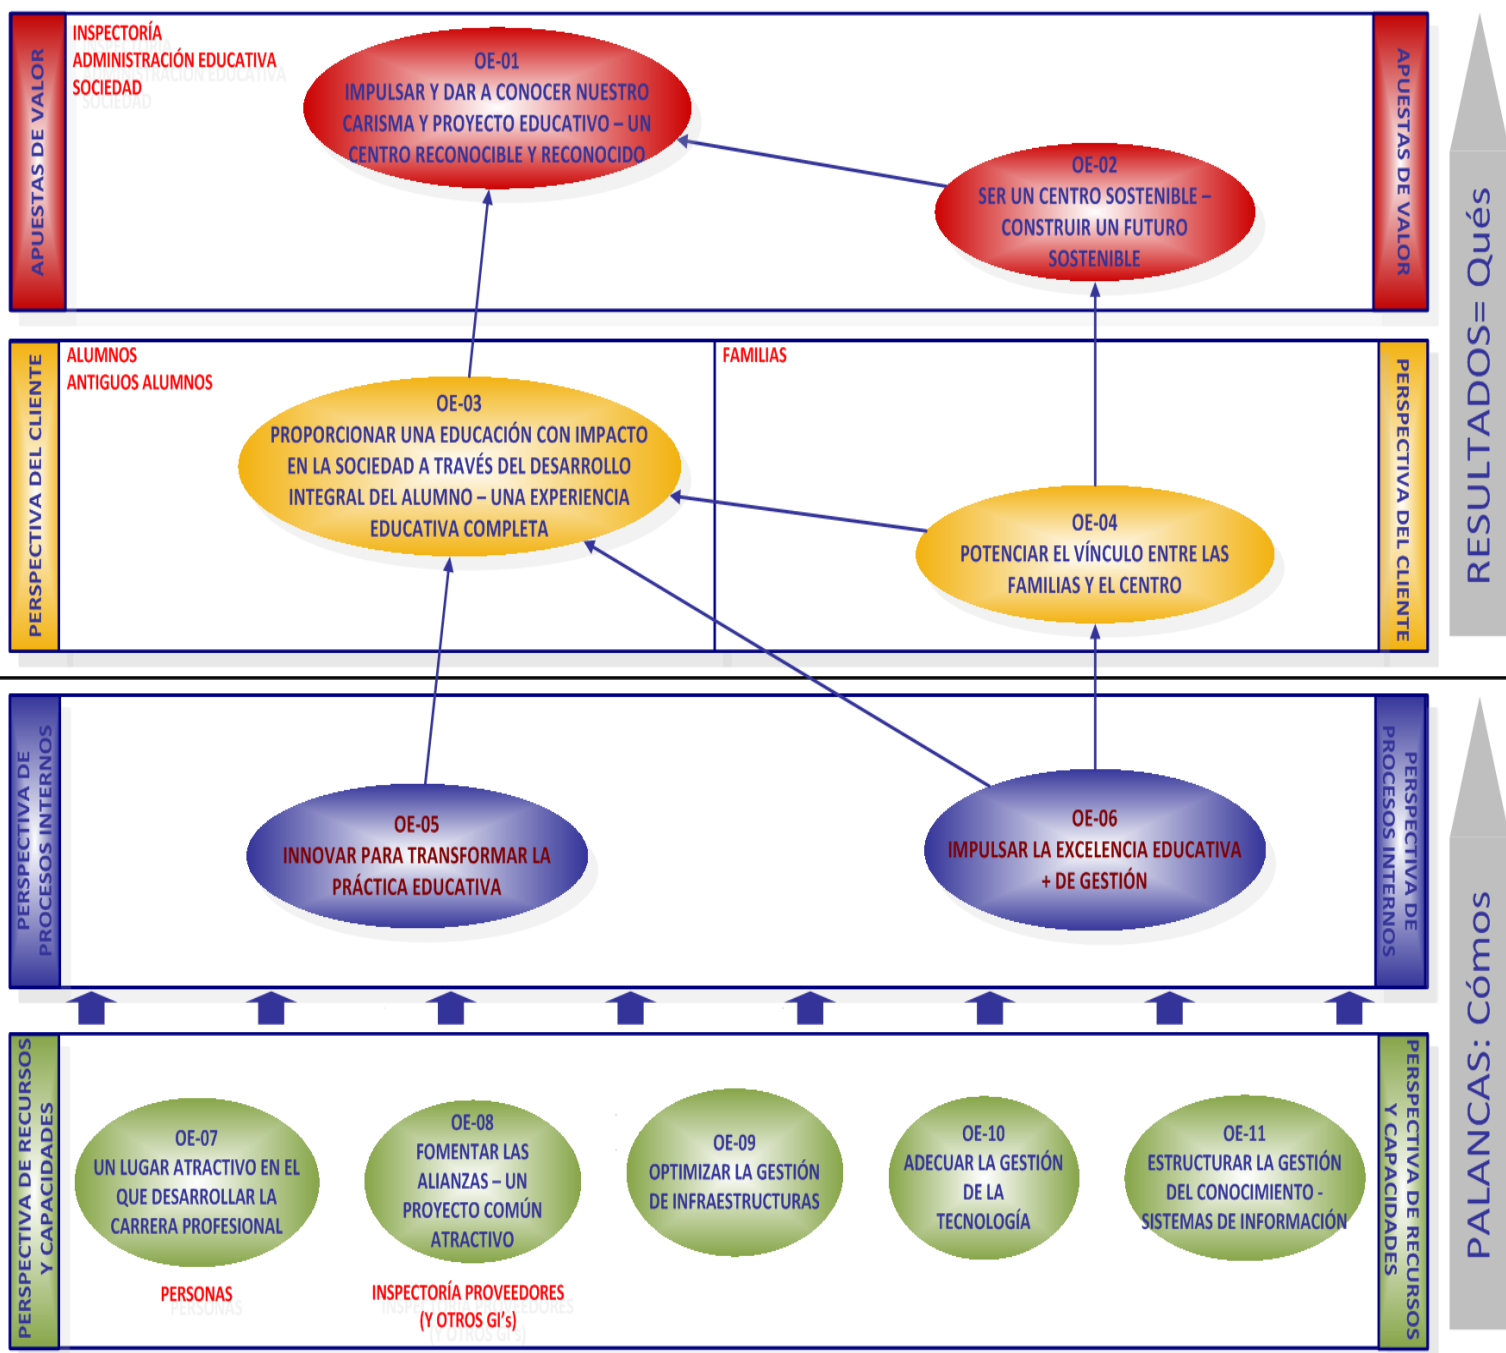 APUESTAS DE VALOR
INSPECTORÍA
ADMINISTRACIÓN EDUCATIVA
SOCIEDAD
OE-01
IMPULSAR Y DAR A CONOCER NUESTRO
CARISMA Y PROYECTO EDUCATIVO – UN
CENTRO RECONOCIBLE Y RECONOCIDO
OE-02
SER UN CENTRO SOSTENIBLE –
CONSTRUIR UN FUTURO
SOSTENIBLE
APUESTAS DE VALOR
RESULTADOS= Qués
PERSPECTIVA DEL CLIENTE
ALUMNOS
ANTIGUOS ALUMNOS
FAMILIAS
OE-03
PROPORCIONAR UNA EDUCACIÓN CON IMPACTO
EN LA SOCIEDAD A TRAVÉS DEL DESARROLLO
INTEGRAL DEL ALUMNO – UNA EXPERIENCIA
EDUCATIVA COMPLETA
OE-04
POTENCIAR EL VÍNCULO ENTRE LAS
FAMILIAS Y EL CENTRO
PERSPECTIVA DEL CLIENTE
PERSPECTIVA DE
PROCESOS INTERNOS
OE-05
INNOVAR PARA TRANSFORMAR LA
PRÁCTICA EDUCATIVA
OE-06
IMPULSAR LA EXCELENCIA EDUCATIVA
+ DE GESTIÓN
PERSPECTIVA DE
PROCESOS INTERNOS
PALANCAS: Cómos
PERSPECTIVA DE RECURSOS
Y CAPACIDADES
OE-07
UN LUGAR ATRACTIVO EN EL
QUE DESARROLLAR LA
CARRERA PROFESIONAL
PERSONAS
OE-08
FOMENTAR LAS
ALIANZAS – UN
PROYECTO COMÚN
ATRACTIVO
INSPECTORÍA PROVEEDORES
(Y OTROS GI's)
OE-09
OPTIMIZAR LA GESTIÓN
DE INFRAESTRUCTURAS
OE-10
ADECUAR LA GESTIÓN
DE LA
TECNOLOGÍA
OE-11
ESTRUCTURAR LA GESTIÓN
DEL CONOCIMIENTO -
SISTEMAS DE INFORMACIÓN
PERSPECTIVA DE RECURSOS
Y CAPACIDADES